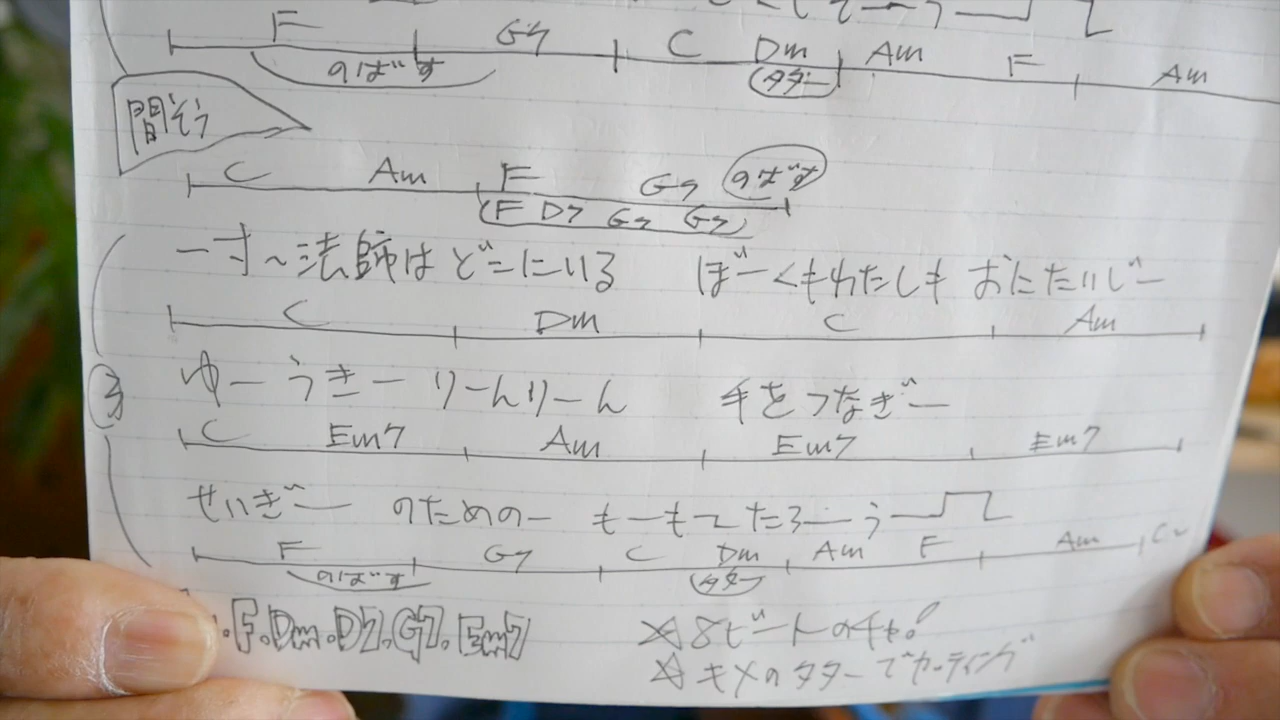 F G7 C Dm Am F Am
のばす タター
間そう
C Am F G7 のばす
(F D7 G7 G7)
一寸~法師は どこにいる ぼーくもわたしも おにたいじー
C Dm C Am
③
ゆーうきー りーんりーん 手をつなぎー
C Em7 Am Em7 Em7
せいぎー のためのー もーもーたろーう
F G7 C Dm Am F Am C~
のばす タター
.F.Dm.D7.G7.Em7
☆8ビートのチャ!
☆キメのタターでカッティング